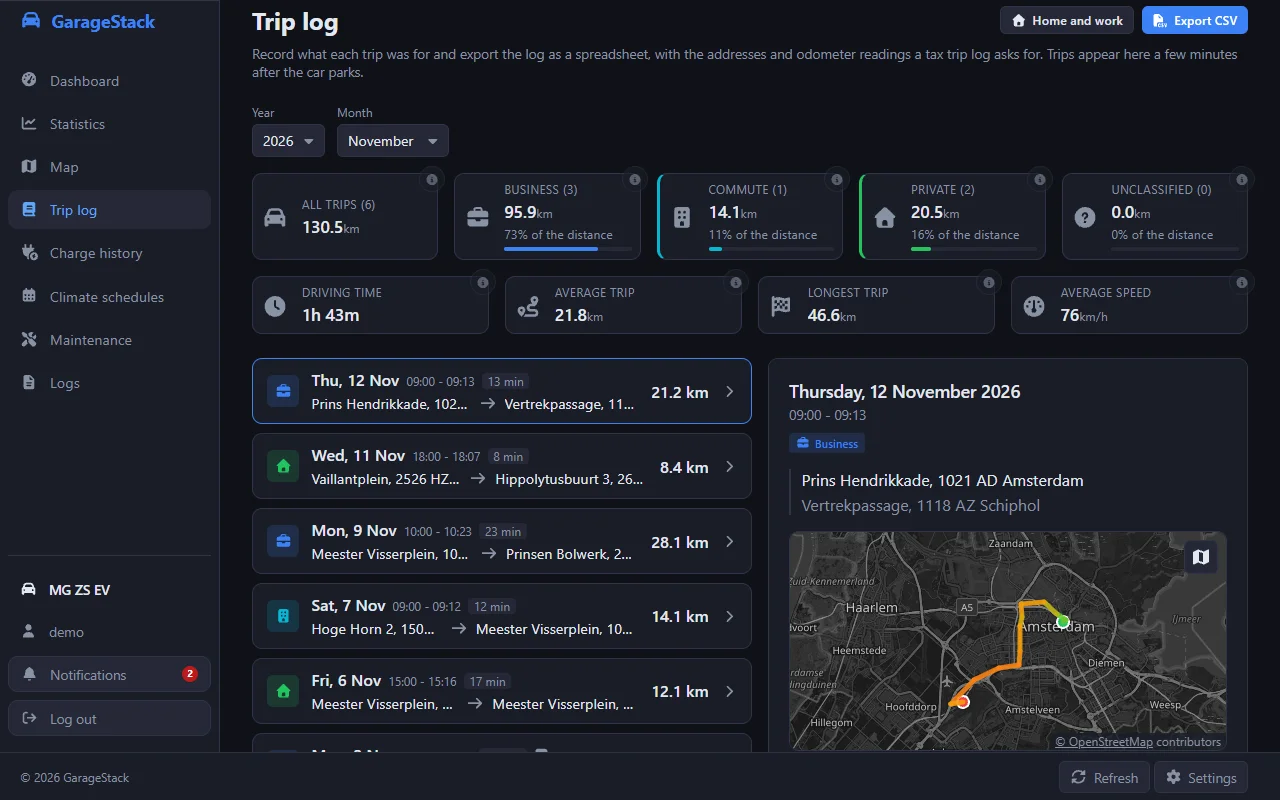 GarageStack
Dashboard
Statistics
Map
Trip log
Charge history
Climate schedules
Maintenance
Logs
MG ZS EV
demo
Notifications 2
Log out
Trip log
Home and work
Export CSV
Record what each trip was for and export the log as a spreadsheet, with the addresses and odometer readings a tax trip log asks for. Trips appear here a few minutes
after the car parks.
Year
Month
2026
November
ALL TRIPS (6)
130.5km
BUSINESS (3)
95.9km
73% of the distance
COMMUTE (1)
14.1km
11% of the distance
PRIVATE (2)
20.5km
16% of the distance
UNCLASSIFIED (0)
0.0km
0% of the distance
DRIVING TIME
1h 43m
AVERAGE TRIP
21.8km
LONGEST TRIP
46.6km
AVERAGE SPEED
76km/h
Thu, 12 Nov 09:00 - 09:13 13 min
Prins Hendrikkade, 102... → Vertrekpassage, 11...
21.2 km
Wed, 11 Nov 18:00 - 18:07 8 min
Vaillantplein, 2526 HZ... → Hippolytusbuurt 3, 26...
8.4 km
Mon, 9 Nov 10:00 - 10:23 23 min
Meester Visserplein, 10... → Prinsen Bolwerk, 2...
28.1 km
Sat, 7 Nov 09:00 - 09:12 12 min
Hoge Horn 2, 150... → Meester Visserplein, 10...
14.1 km
Fri, 6 Nov 15:00 - 15:16 17 min
Meester Visserplein, ... → Meester Visserplein, ...
12.1 km
Thursday, 12 November 2026
09:00 - 09:13
Business
Prins Hendrikkade, 1021 AD Amsterdam
Vertrekpassage, 1118 AZ Schiphol
Zaandam
Zuid-Kennemerland
Haarlem
A5
Amsterdam
IJmeer
Heemstede
Diemen
Hoofddorp
Amstelveen
Weesp
Hillegom
© OpenStreetMap contributors
© 2026 GarageStack
Refresh
Settings